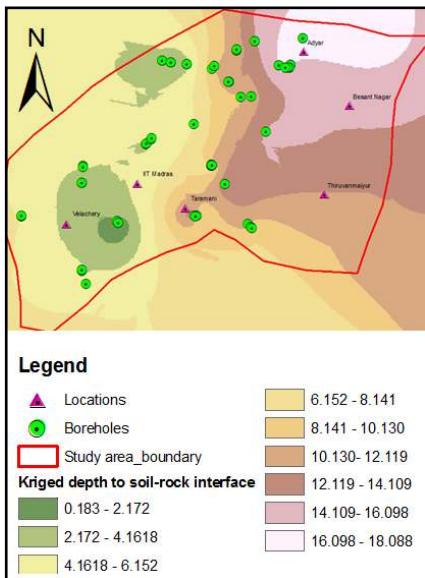 N
Adyar
Besant Nagar
IIT Madras
Thiruvanmaiyur
Taramani
Velachery
Legend
Locations
Boreholes
Study area_boundary
Kriged depth to soil-rock interface
0.183 - 2.172
2.172 - 4.1618
4.1618 - 6.152
6.152 - 8.141
8.141 - 10.130
10.130- 12.119
12.119 - 14.109
14.109- 16.098
16.098 - 18.088